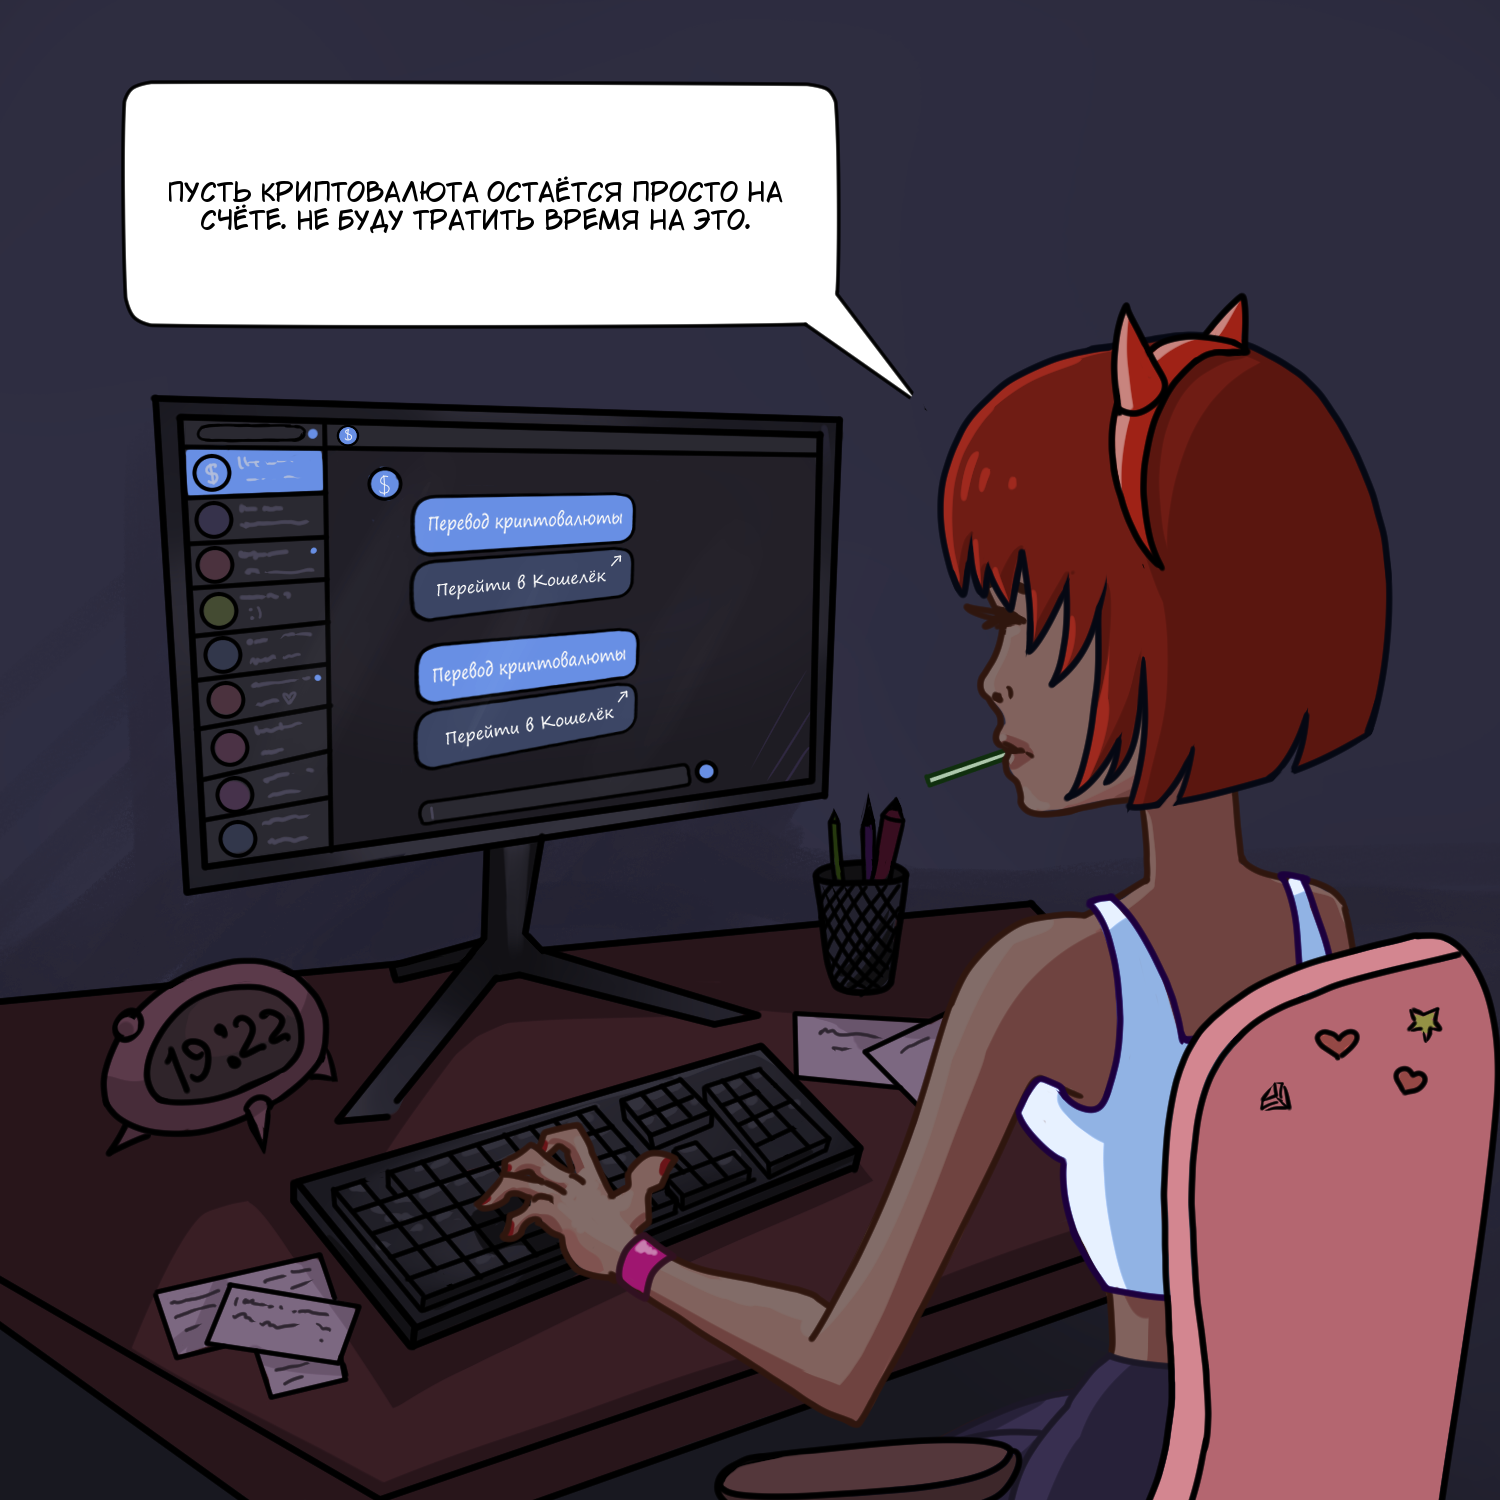 ПУСТЬ КРИПТОВАЛЮТА ОСТАЁТСЯ ПРОСТО НА
СЧЁТЕ. НЕ БУДУ ТРАТИТЬ ВРЕМЯ НА ЭТО.
$
$
$
Перевод криптовалюты
Перейти в Кошелёк
Перевод криптовалюты
Перейти в Кошелёк
:)
19:22